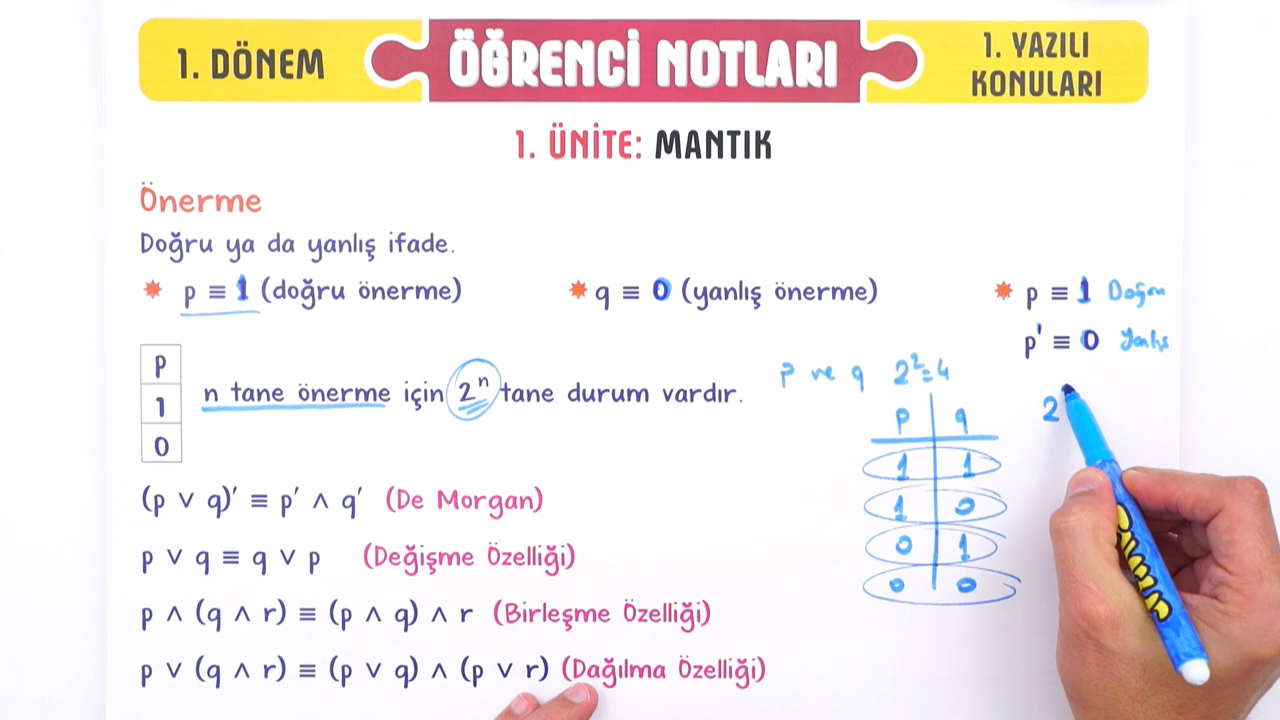 1. DÖNEM
ÖĞRENCİ NOTLARI
1. YAZILI
KONULARI
1. ÜNİTE: MANTIK
Önerme
Doğru ya da yanlış ifade.
p ≡ 1 (doğru önerme)
q ≡ 0 (yanlış önerme)
p ≡ 1 Doğru
p' ≡ 0 Yanlış
p
1
0
n tane önerme için 2ⁿ tane durum vardır.
p ve q 2²=4
p q
1 1
1 0
0 1
0 0
2
(p ∨ q)' ≡ p' ∧ q' (De Morgan)
p ∨ q ≡ q ∨ p (Değişme Özelliği)
p ∧ (q ∧ r) ≡ (p ∧ q) ∧ r (Birleşme Özelliği)
p ∨ (q ∧ r) ≡ (p ∨ q) ∧ (p ∨ r) (Dağılma Özelliği)